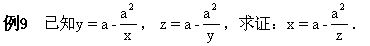 例9 已知y = a - a²/x， z = a - a²/y，求证：x = a - a²/z．